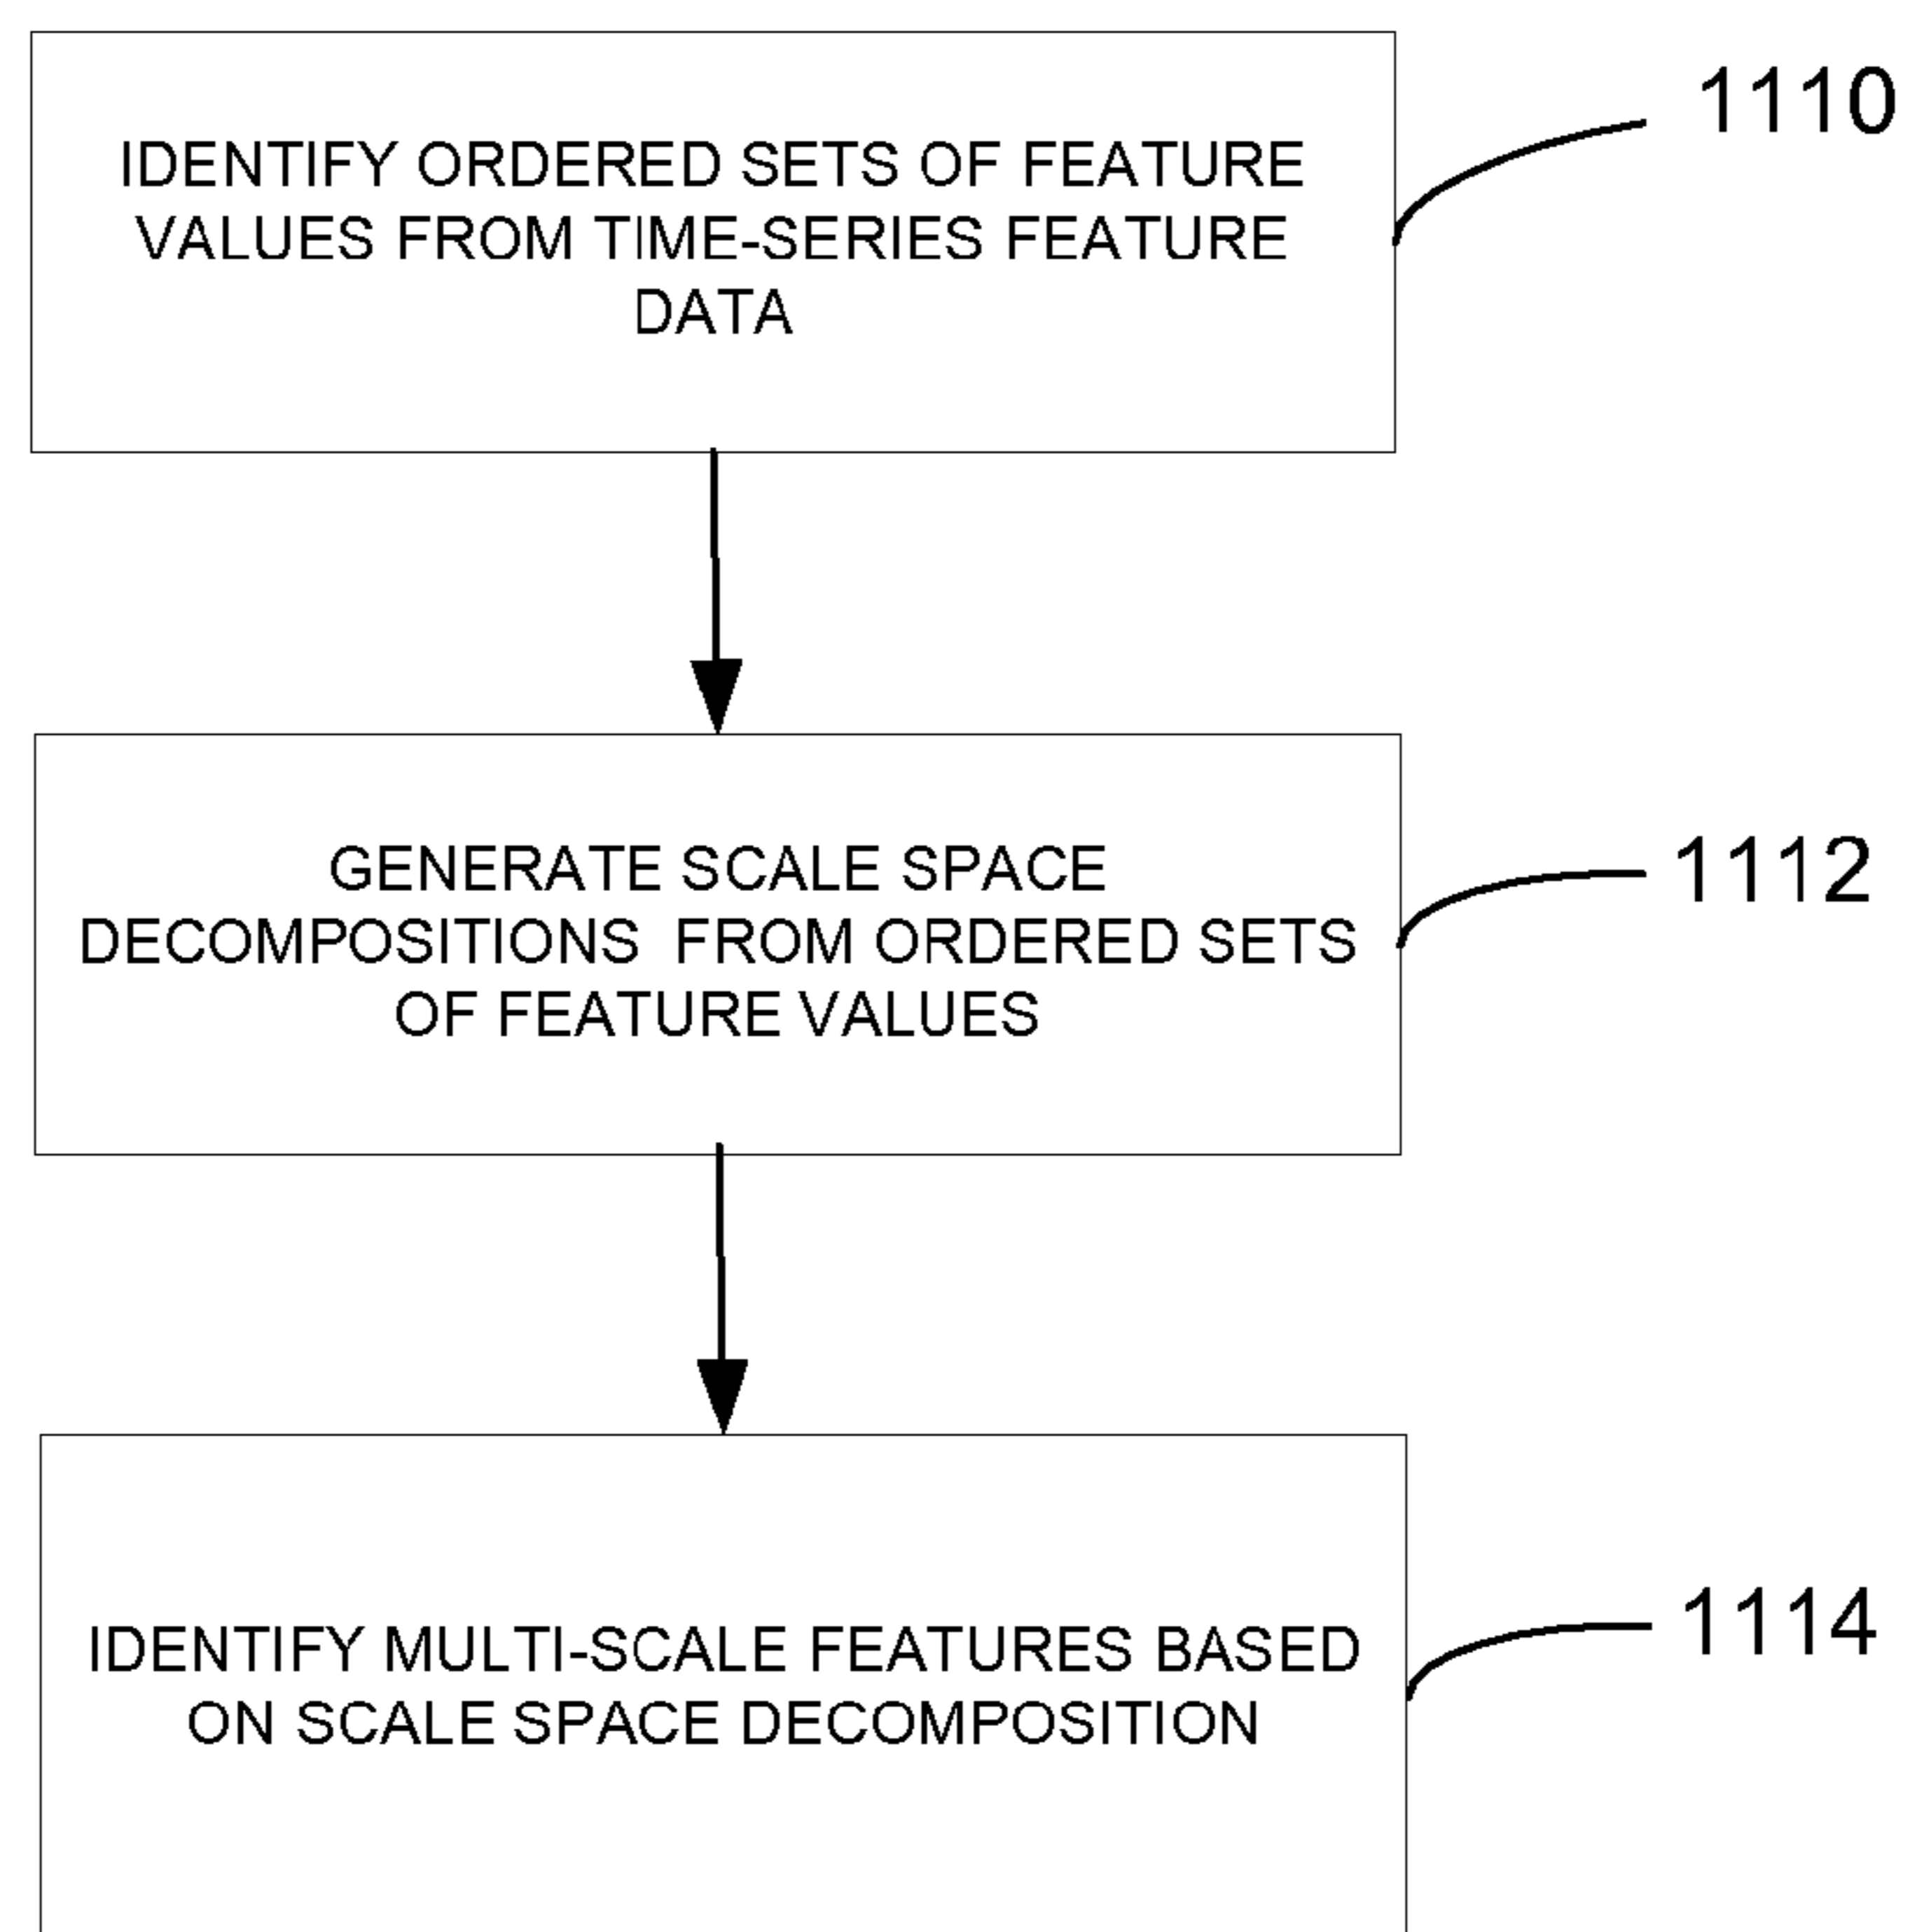 1110
IDENTIFY ORDERED SETS OF FEATURE
VALUES FROM TIME-SERIES FEATURE
DATA
1112
GENERATE SCALE SPACE
DECOMPOSITIONS FROM ORDERED SETS
OF FEATURE VALUES
1114
IDENTIFY MULTI-SCALE FEATURES BASED
ON SCALE SPACE DECOMPOSITION